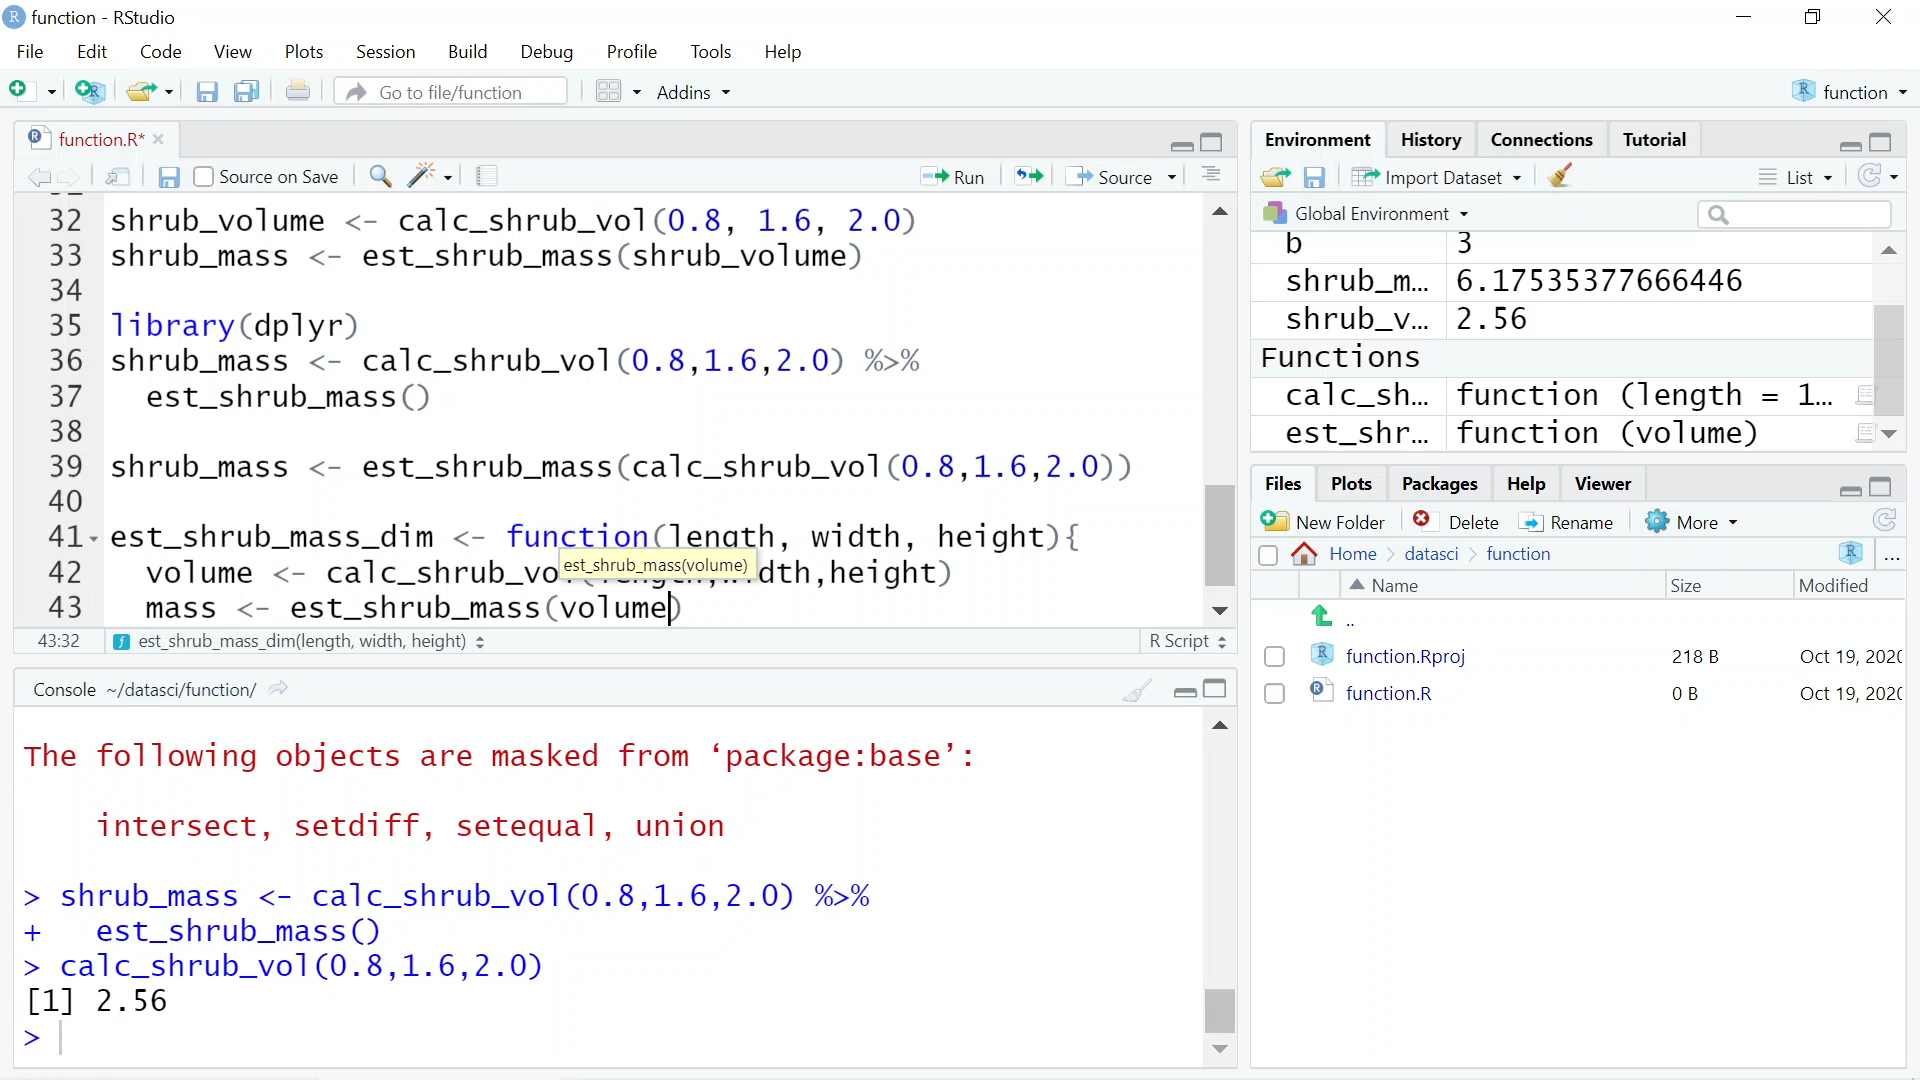 function - RStudio
File Edit Code View Plots Session Build Debug Profile Tools Help
Go to file/function Addins function
function.R*
Source on Save Run Source
32 shrub_volume <- calc_shrub_vol(0.8, 1.6, 2.0)
33 shrub_mass <- est_shrub_mass(shrub_volume)
34
35 library(dplyr)
36 shrub_mass <- calc_shrub_vol(0.8,1.6,2.0) %>%
37 est_shrub_mass()
38
39 shrub_mass <- est_shrub_mass(calc_shrub_vol(0.8,1.6,2.0))
40
41 est_shrub_mass_dim <- function(length, width, height){
est_shrub_mass(volume)
42 volume <- calc_shrub_vol(length,width,height)
43 mass <- est_shrub_mass(volume)
43:32 est_shrub_mass_dim(length, width, height) R Script
Console ~/datasci/function/
The following objects are masked from ‘package:base’:
intersect, setdiff, setequal, union
> shrub_mass <- calc_shrub_vol(0.8,1.6,2.0) %>%
+ est_shrub_mass()
> calc_shrub_vol(0.8,1.6,2.0)
[1] 2.56
>
Environment History Connections Tutorial
Import Dataset List
Global Environment
b 3
shrub_m... 6.17535377666446
shrub_v... 2.56
Functions
calc_sh... function (length = 1...
est_shr... function (volume)
Files Plots Packages Help Viewer
New Folder Delete Rename More
Home datasci function ...
Name Size Modified
..
function.Rproj 218 B Oct 19, 2020
function.R 0 B Oct 19, 2020